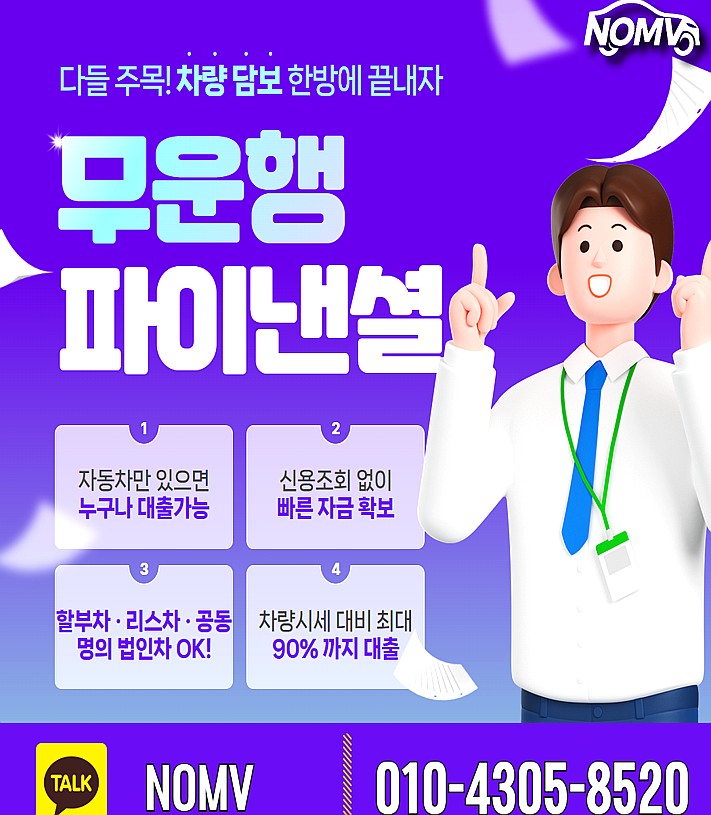 NOMV
다들 주목! 차량 담보 한방에 끝내자
무운행
파이낸셜
1
자동차만 있으면
누구나 대출가능
2
신용조회 없이
빠른 자금 확보
3
할부차 · 리스차 · 공동
명의 법인차 OK!
4
차량시세 대비 최대
90% 까지 대출
TALK
NOMV
010-4305-8520